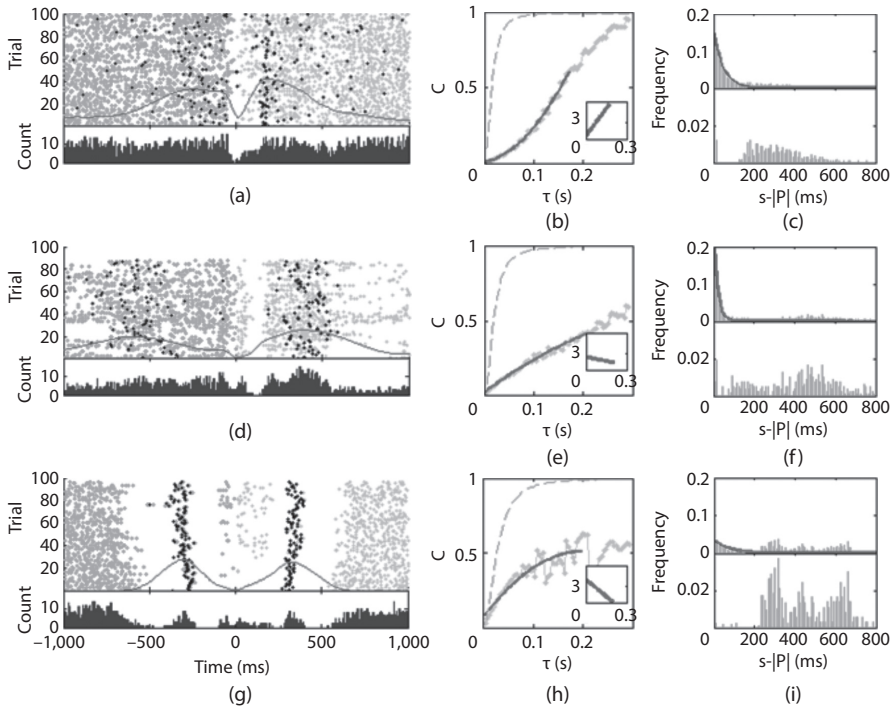 Trial
100
80
60
40
20
Count
10
0
(a)
C
1
0.5
3
0
0.3
0
0.1
0.2
τ (s)
(b)
Frequency
0.2
0.1
0
0.02
0
200
400
600
800
s-|P| (ms)
(c)
Trial
100
80
60
40
20
Count
10
0
(d)
C
1
0.5
3
0
0.3
0
0.1
0.2
τ (s)
(e)
Frequency
0.2
0.1
0
0.02
0
200
400
600
800
s-|P| (ms)
(f)
Trial
100
80
60
40
20
Count
10
0
−1,000
−500
0
500
1,000
Time (ms)
(g)
C
1
0.5
0
3
0
0.3
0
0.1
0.2
τ (s)
(h)
Frequency
0.2
0.1
0
0.02
0
200
400
600
800
s-|P| (ms)
(i)